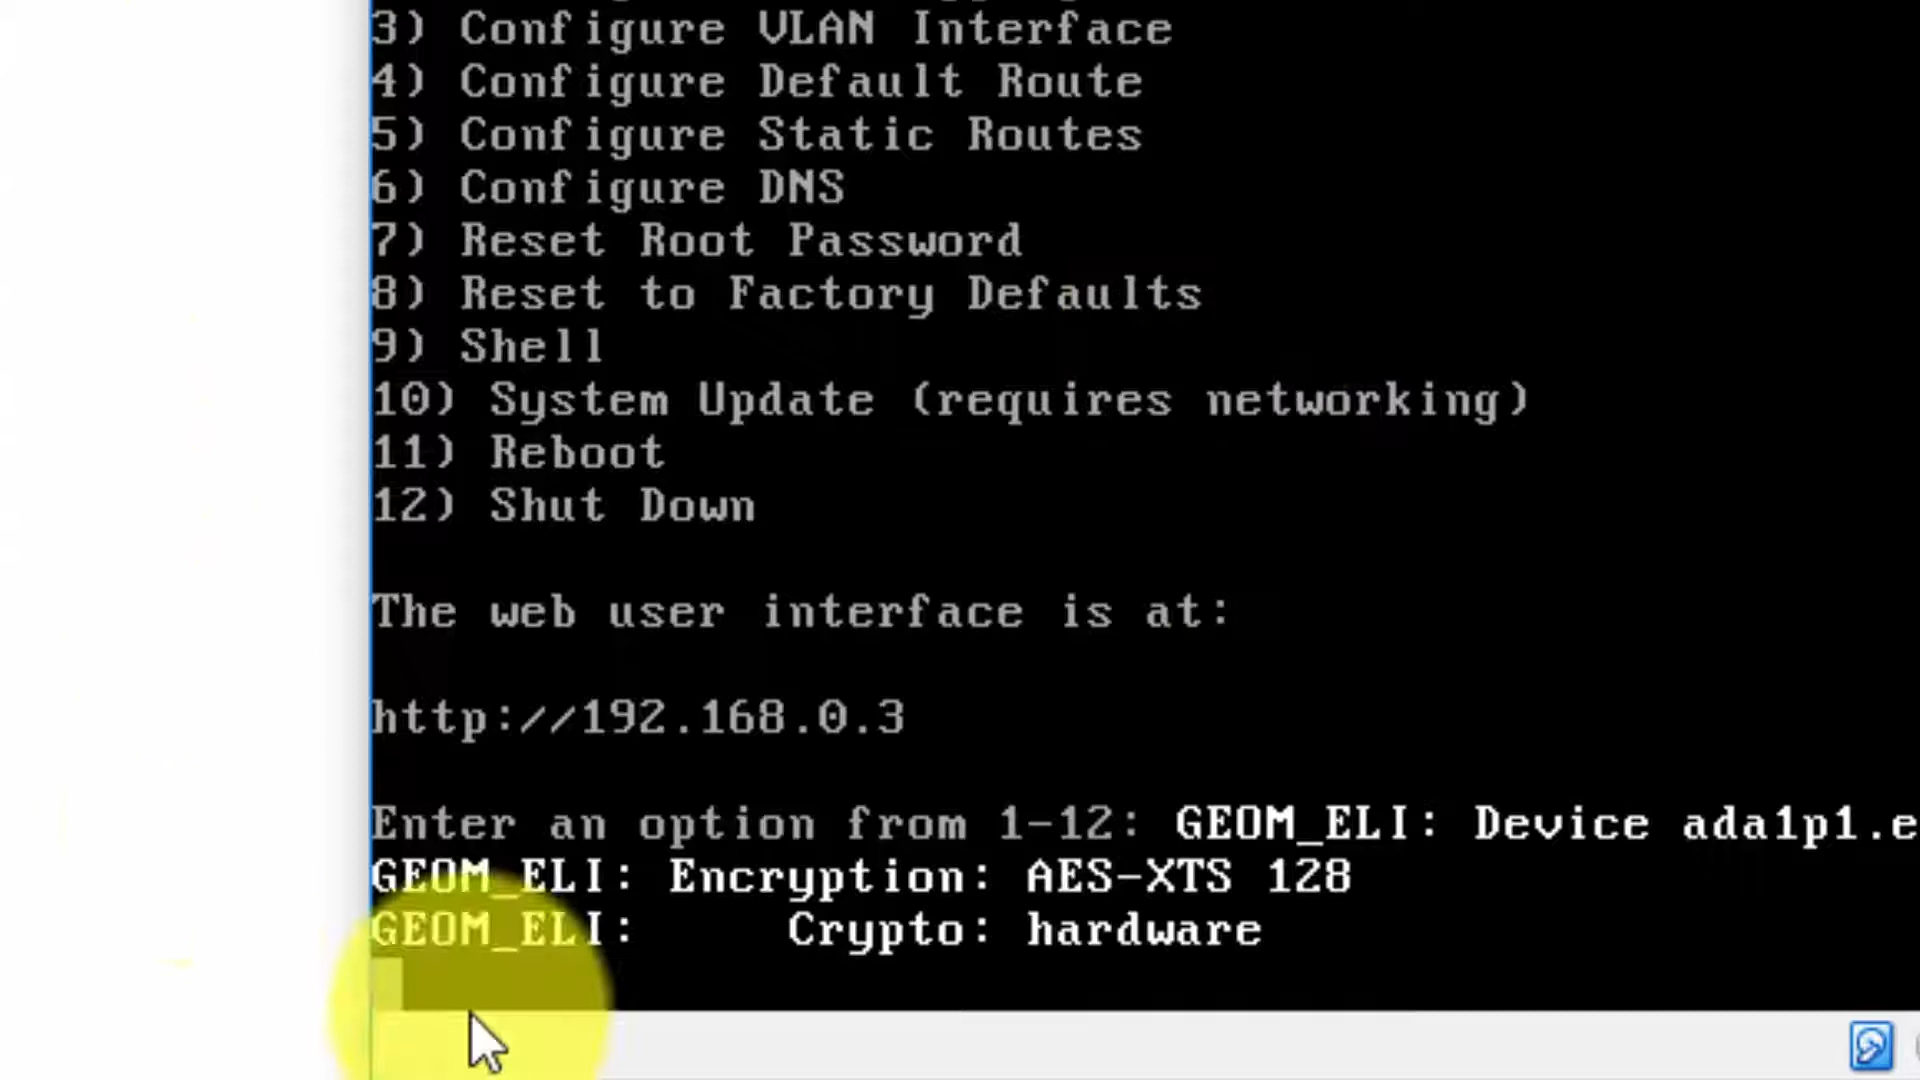 3) Configure VLAN Interface
4) Configure Default Route
5) Configure Static Routes
6) Configure DNS
7) Reset Root Password
8) Reset to Factory Defaults
9) Shell
10) System Update (requires networking)
11) Reboot
12) Shut Down
The web user interface is at:
http://192.168.0.3
Enter an option from 1-12: GEOM_ELI: Device ada1p1.e
GEOM_ELI: Encryption: AES-XTS 128
GEOM_ELI: Crypto: hardware